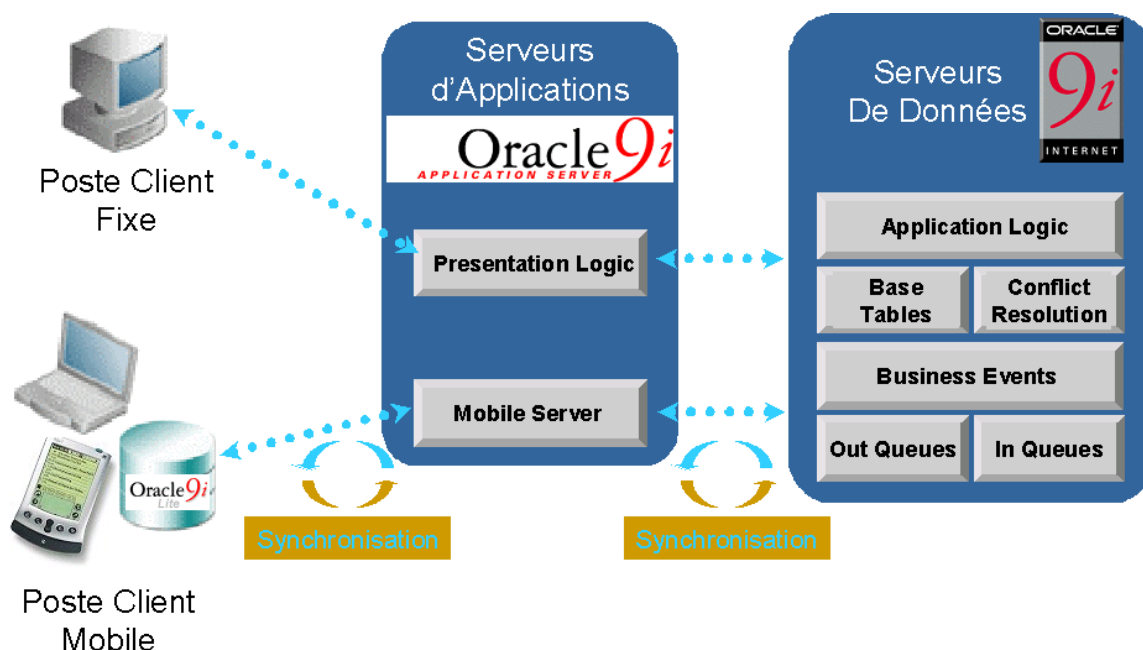 Poste Client
Fixe
Poste Client
Mobile
Oracle9i
Lite
Serveurs
d'Applications
Oracle9i
APPLICATION SERVER
Presentation Logic
Mobile Server
Synchronisation
Synchronisation
Serveurs
De Données
ORACLE
9i
INTERNET
Application Logic
Base
Tables
Conflict
Resolution
Business Events
Out Queues
In Queues